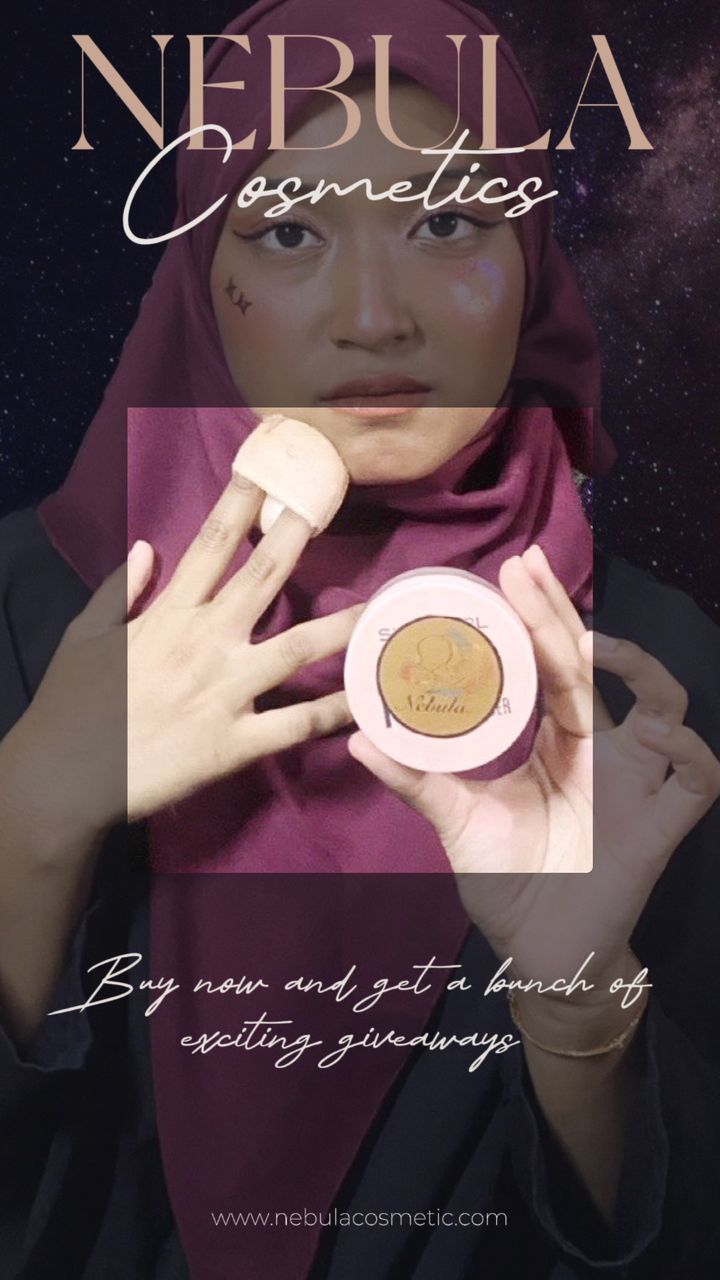 NEBULA
Cosmetics
Nebula
Buy now and get a bunch of
exciting giveaways
www.nebulacosmetic.com